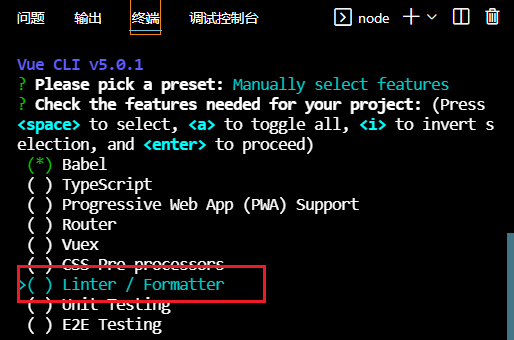 问题 输出 终端 调试控制台 node
Vue CLI v5.0.1
? Please pick a preset: Manually select features
? Check the features needed for your project: (Press
<space> to select, <a> to toggle all, <i> to invert s
election, and <enter> to proceed)
(*) Babel
( ) TypeScript
( ) Progressive Web App (PWA) Support
( ) Router
( ) Vuex
( ) CSS Pre-processors
>( ) Linter / Formatter
( ) Unit Testing
( ) E2E Testing